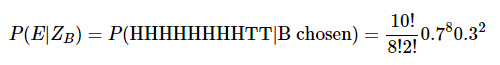 P(E|Z_B) = P(HHHHHHHHTT|B chosen) = \frac{10!}{8!2!} 0.7^8 0.3^2